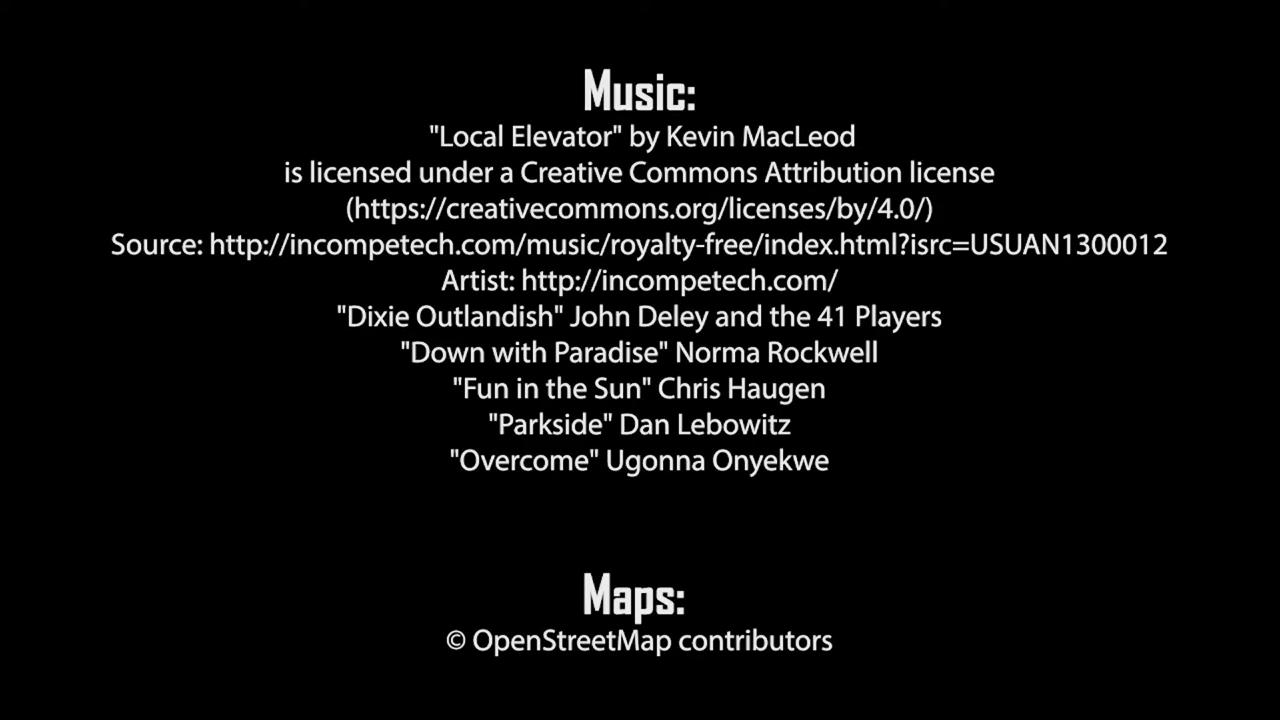 Music:
"Local Elevator" by Kevin MacLeod
is licensed under a Creative Commons Attribution license
(https://creativecommons.org/licenses/by/4.0/)
Source: http://incompetech.com/music/royalty-free/index.html?isrc=USUAN1300012
Artist: http://incompetech.com/
"Dixie Outlandish" John Deley and the 41 Players
"Down with Paradise" Norma Rockwell
"Fun in the Sun" Chris Haugen
"Parkside" Dan Lebowitz
"Overcome" Ugonna Onyekwe
Maps:
© OpenStreetMap contributors